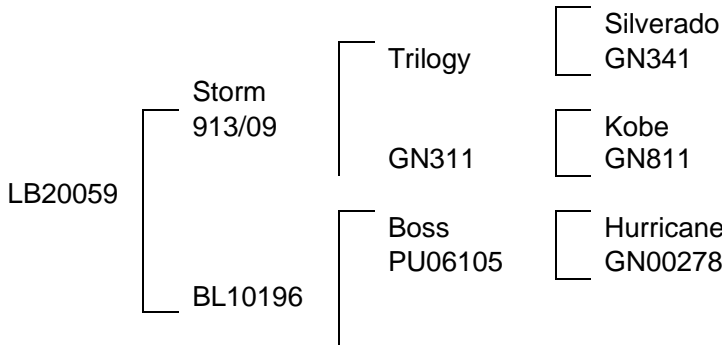 Silverado
Trilogy
GN341
Storm
913/09
Kobe
GN311
GN811
LB20059
Boss
Hurricane
PU06105
GN00278
BL10196